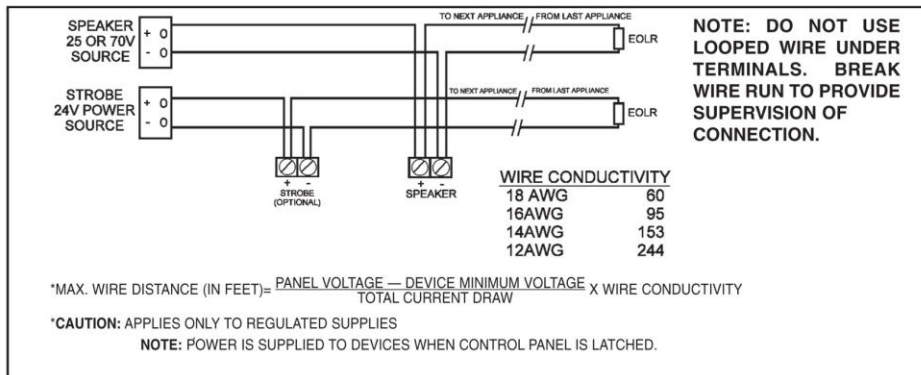 SPEAKER
25 OR 70V
SOURCE
+ O
- O
TO NEXT APPLIANCE
FROM LAST APPLIANCE
EOLR
STROBE
24V POWER
SOURCE
+ O
- O
TO NEXT APPLIANCE
FROM LAST APPLIANCE
EOLR
+ -
STROBE
(OPTIONAL)
+ -
SPEAKER
NOTE: DO NOT USE
LOOPED WIRE UNDER
TERMINALS. BREAK
WIRE RUN TO PROVIDE
SUPERVISION OF
CONNECTION.
WIRE CONDUCTIVITY
18 AWG 60
16AWG 95
14AWG 153
12AWG 244
*MAX. WIRE DISTANCE (IN FEET)= PANEL VOLTAGE — DEVICE MINIMUM VOLTAGE X WIRE CONDUCTIVITY
TOTAL CURRENT DRAW
*CAUTION: APPLIES ONLY TO REGULATED SUPPLIES
NOTE: POWER IS SUPPLIED TO DEVICES WHEN CONTROL PANEL IS LATCHED.